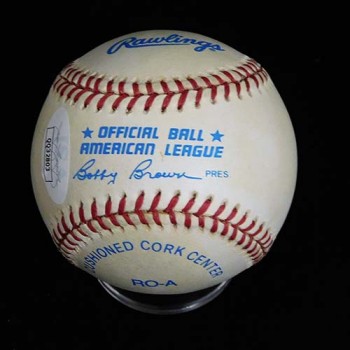 Rawlings
★ OFFICIAL BALL ★
AMERICAN LEAGUE
Bobby Brown PRES.
CUSHIONED CORK CENTER
RO-A